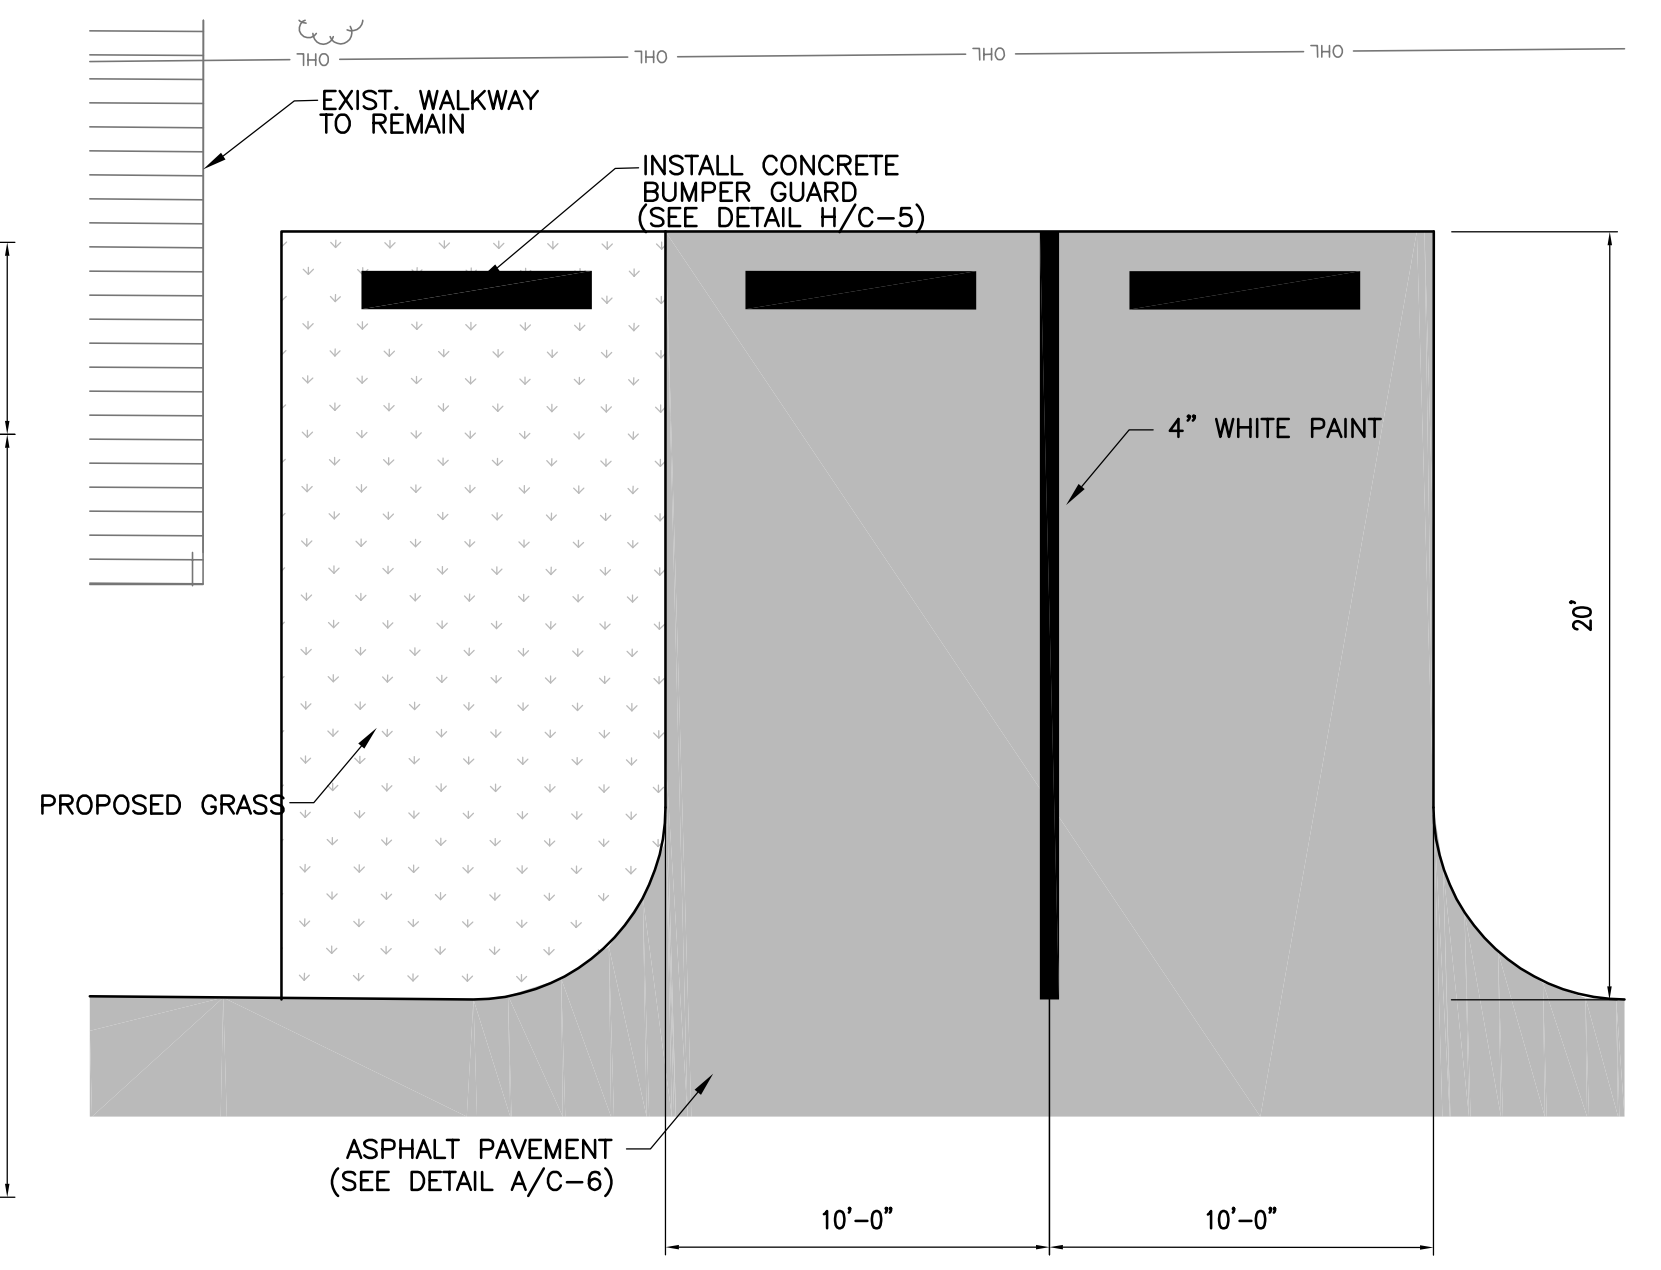 OHL OHL OHL OHL
EXIST. WALKWAY
TO REMAIN
INSTALL CONCRETE
BUMPER GUARD
(SEE DETAIL H/C-5)
4" WHITE PAINT
20'
PROPOSED GRASS
ASPHALT PAVEMENT
(SEE DETAIL A/C-6)
10'-0" 10'-0"